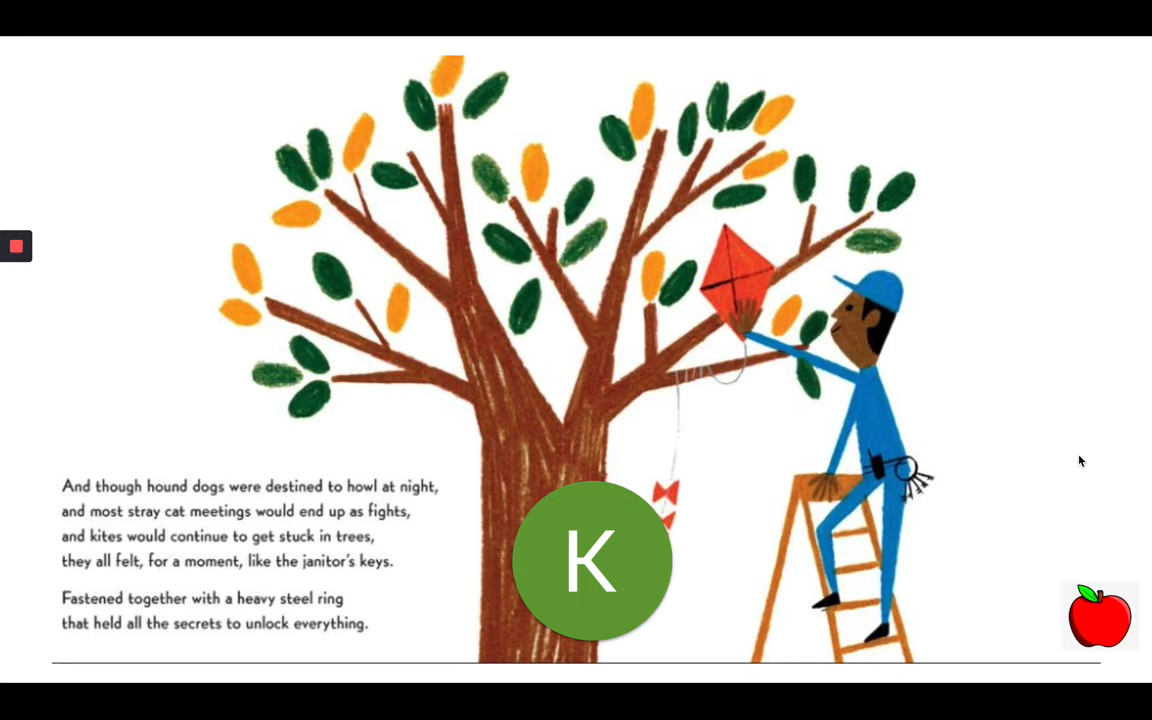 And though hound dogs were destined to howl at night,
and most stray cat meetings would end up as fights,
and kites would continue to get stuck in trees,
they all felt, for a moment, like the janitor's keys.
Fastened together with a heavy steel ring
that held all the secrets to unlock everything.
K